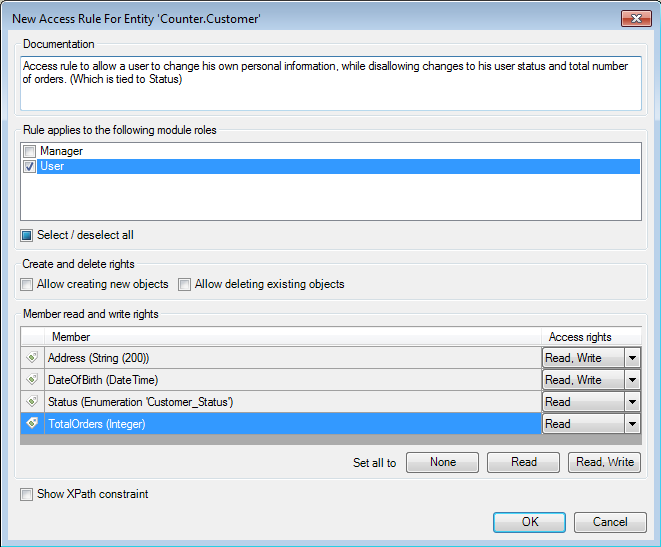 New Access Rule For Entity 'Counter.Customer'
Documentation
Access rule to allow a user to change his own personal information, while disallowing changes to his user status and total number
of orders. (Which is tied to Status)
Rule applies to the following module roles
Manager
User
Select / deselect all
Create and delete rights
Allow creating new objects Allow deleting existing objects
Member read and write rights
Member Access rights
Address (String (200)) Read, Write
DateOfBirth (DateTime) Read, Write
Status (Enumeration 'Customer_Status') Read
TotalOrders (Integer) Read
Set all to None Read Read, Write
Show XPath constraint
OK Cancel